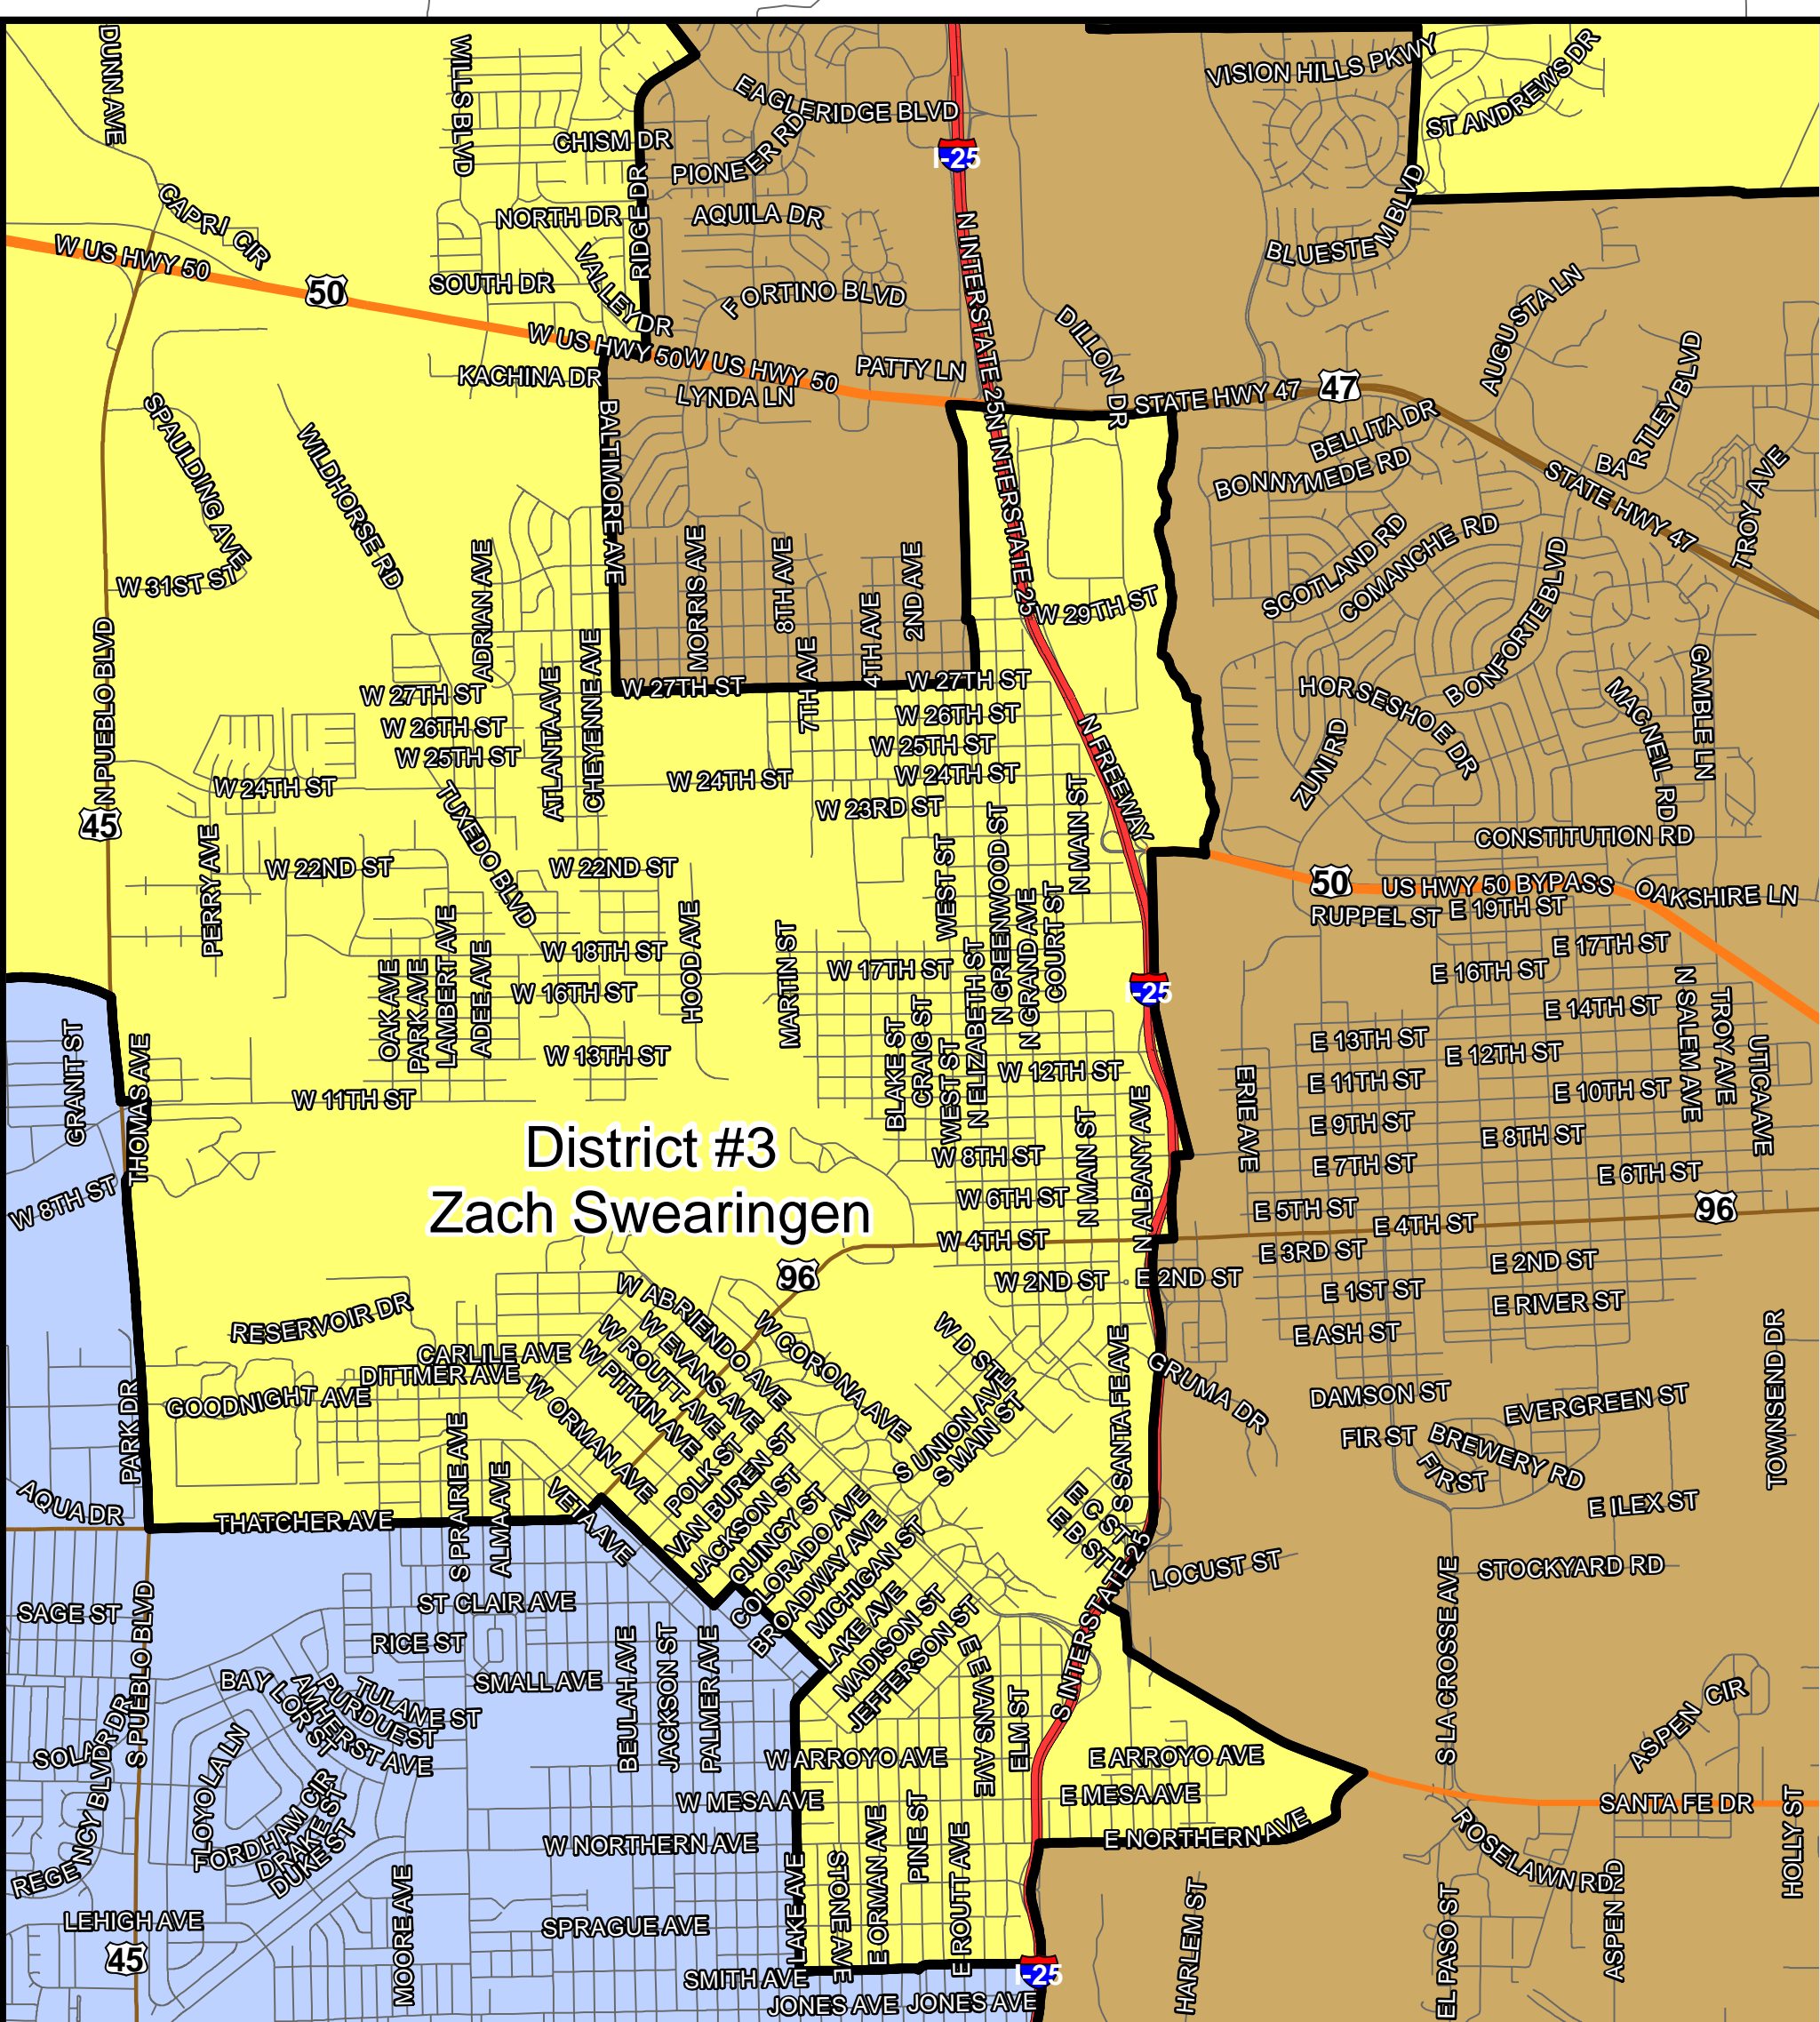 DUNN AVE
WILLS BLVD
VISION HILLS PKWY
ST ANDREWS DR
EAGLERIDGE BLVD
CHISM DR
PIONEER RD
I-25
CAPRI CIR
NORTH DR
RIDGE DR
AQUILA DR
BLUESTEM BLVD
W US HWY 50
50
SOUTH DR
VALLEY DR
FORTINO BLVD
N INTERSTATE 25
DILLON DR
AUGUSTA LN
W US HWY 50
W US HWY 50
PATTY LN
KACHINA DR
LYNDA LN
STATE HWY 47
47
BARTLEY BLVD
SPAULDING AVE
WILDHORSE RD
BALTIMORE AVE
N INTERSTATE 25
BELLITA DR
BONNYMEDE RD
STATE HWY 47
TROY AVE
W 31ST ST
ADRIAN AVE
MORRIS AVE
8TH AVE
4TH AVE
2ND AVE
W 29TH ST
SCOTLAND RD
COMANCHE RD
BONFORTE BLVD
N PUEBLO BLVD
45
W 27TH ST
W 26TH ST
W 25TH ST
W 24TH ST
ATLANTA AVE
CHEYENNE AVE
W 27TH ST
7TH AVE
W 27TH ST
W 26TH ST
W 25TH ST
W 24TH ST
W 24TH ST
W 23RD ST
N FREEWAY
HORSESHOE DR
ZUNI RD
MACNEIL RD
GAMBLE LN
CONSTITUTION RD
PERRY AVE
W 22ND ST
TUXEDO BLVD
W 22ND ST
WEST ST
N GREENWOOD ST
N MAIN ST
50
US HWY 50 BYPASS
OAKSHIRE LN
RUPPEL ST
E 19TH ST
E 17TH ST
E 16TH ST
E 14TH ST
OAK AVE
PARK AVE
LAMBERT AVE
ADEE AVE
W 18TH ST
W 16TH ST
W 13TH ST
HOOD AVE
MARTIN ST
W 17TH ST
N ELIZABETH ST
N GRAND AVE
COURT ST
I-25
N SALEM AVE
TROY AVE
UTICA AVE
GRANIT ST
THOMAS AVE
W 11TH ST
BLAKE ST
CRAIG ST
WEST ST
W 12TH ST
E 13TH ST
E 12TH ST
E 11TH ST
E 10TH ST
E 9TH ST
E 8TH ST
E 7TH ST
E 6TH ST
ERIE AVE
W 8TH ST
District #3
Zach Swearingen
W 8TH ST
W 6TH ST
N MAIN ST
N ALBANY AVE
W 4TH ST
E 5TH ST
E 4TH ST
96
96
E 3RD ST
E 2ND ST
W 2ND ST
E 2ND ST
E 1ST ST
E RIVER ST
E ASH ST
RESERVOIR DR
CARLILE AVE
DITTMER AVE
GOODNIGHT AVE
W ABRIENDO AVE
W EVANS AVE
W ROUTT AVE
W PITKIN AVE
W ORMAN AVE
W CORONA AVE
W D ST
S UNION AVE
S MAIN ST
S SANTA FE AVE
GRUMA DR
DAMSON ST
EVERGREEN ST
FIR ST
BREWERY RD
FIRST
TOWNSEND DR
PARK DR
AQUA DR
THATCHER AVE
S PRAIRIE AVE
ALMA AVE
VETA AVE
POLK ST
VAN BUREN ST
JACKSON ST
QUINCY ST
COLORADO AVE
BROADWAY AVE
MICHIGAN ST
LAKE AVE
MADISON ST
JEFFERSON ST
E C ST
E B ST
E ILEX ST
LOCUST ST
STOCKYARD RD
SAGE ST
S PUEBLO BLVD
ST CLAIR AVE
RICE ST
SMALL AVE
BEULAH AVE
JACKSON ST
PALMER AVE
E EVANS AVE
ELM ST
S INTERSTATE 25
S LA CROSSE AVE
ASPEN CIR
BAYLOR ST
AMHERST AVE
PURDUE ST
TULANE ST
SOLAR DR
REGENCY BLVD
LOYOLA LN
FORDHAM CIR
DRAKE ST
DUKE ST
W ARROYO AVE
W MESA AVE
W NORTHERN AVE
E ARROYO AVE
E MESA AVE
E NORTHERN AVE
SANTA FE DR
ROSELAWN RD
HOLLY ST
LEHIGH AVE
45
MOORE AVE
SPRAGUE AVE
SMITH AVE
LAKE AVE
STONE AVE
E ORMAN AVE
PINE ST
E ROUTT AVE
I-25
JONES AVE
JONES AVE
HARLEM ST
EL PASO ST
ASPEN RD